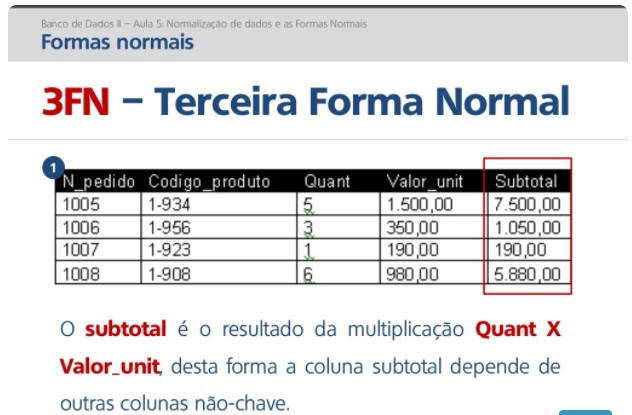 Banco de Dados II – Aula 5: Normalização de dados e as Formas Normais
Formas normais
3FN – Terceira Forma Normal
1
N_pedido Codigo_produto Quant Valor_unit Subtotal
1005 1-934 5 1.500,00 7.500,00
1006 1-956 3 350,00 1.050,00
1007 1-923 1 190,00 190,00
1008 1-908 6 980,00 5.880,00
O subtotal é o resultado da multiplicação Quant X
Valor_unit, desta forma a coluna subtotal depende de
outras colunas não-chave.